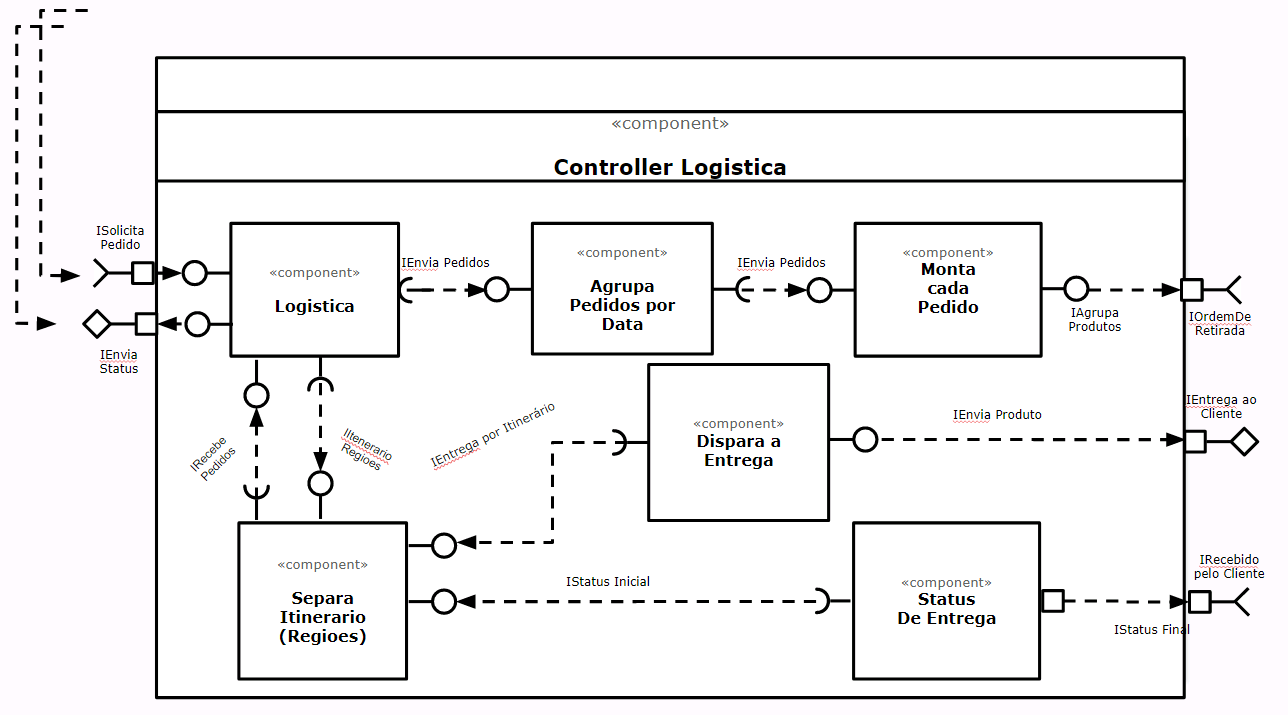 «component»
Controller Logistica
ISolicita
Pedido
«component»
Logistica
IEnvia Pedidos
«component»
Agrupa
Pedidos por
Data
IEnvia Pedidos
«component»
Monta
cada
Pedido
IAgrupa
Produtos
IOrdemDe
Retirada
IEnvia
Status
IRecebe
Pedidos
IItenerario
Regioes
IEntrega por Itinerário
«component»
Dispara a
Entrega
IEnvia Produto
IEntrega ao
Cliente
«component»
Separa
Itinerario
(Regioes)
IStatus Inicial
«component»
Status
De Entrega
IStatus Final
IRecebido
pelo Cliente